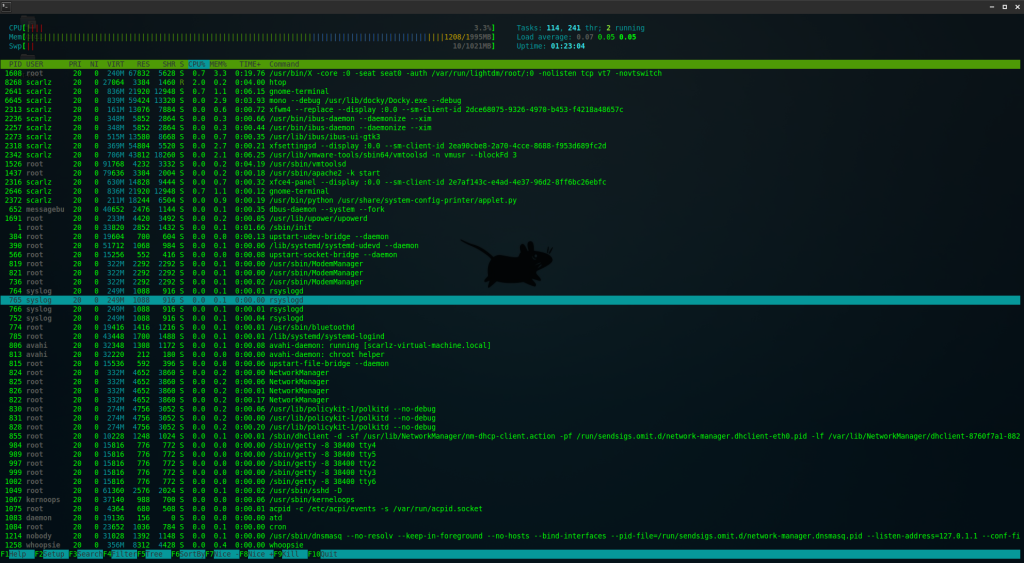 CPU[||| 3.3%] Tasks: 114, 241 thr; 2 running
Mem[ 1208/1995MB] Load average: 0.07 0.05 0.05
Swp[|| 10/1021MB] Uptime: 01:23:04
PID USER PRI NI VIRT RES SHR S CPU% MEM% TIME+ Command
1608 root 20 0 240M 67832 5628 S 0.7 3.3 0:19.76 /usr/bin/X -core :0 -seat seat0 -auth /var/run/lightdm/root/:0 -nolisten tcp vt7 -novtswitch
8268 scarlz 20 0 27064 3304 1460 R 2.0 0.2 0:04.00 htop
2641 scarlz 20 0 836M 21920 12948 S 0.7 1.1 0:06.15 gnome-terminal
6645 scarlz 20 0 839M 59424 13320 S 0.0 2.9 0:03.93 mono --debug /usr/lib/docky/Docky.exe --debug
2313 scarlz 20 0 161M 13076 7884 S 0.0 0.6 0:00.72 xfwm4 --replace --display :0.0 --sm-client-id 2dce68075-9326-4970-b453-f4218a48657c
2236 scarlz 20 0 348M 5852 2864 S 0.0 0.3 0:00.66 /usr/bin/ibus-daemon --daemonize --xim
2257 scarlz 20 0 348M 5852 2864 S 0.0 0.3 0:00.44 /usr/bin/ibus-daemon --daemonize --xim
2273 scarlz 20 0 515M 13580 8668 S 0.0 0.7 0:00.35 /usr/lib/ibus/ibus-ui-gtk3
2318 scarlz 20 0 369M 54804 5520 S 0.0 2.7 0:00.21 xfsettingsd --display :0.0 --sm-client-id 2ea90cbe8-2a70-4cce-8688-f953d689fc2d
2342 scarlz 20 0 706M 43812 18260 S 0.0 2.1 0:06.25 /usr/lib/vmware-tools/sbin64/vmtoolsd -n vmusr --blockFd 3
1526 root 20 0 91768 4232 3332 S 0.0 0.2 0:04.19 /usr/sbin/vmtoolsd
1437 root 20 0 79636 3304 2004 S 0.0 0.2 0:00.18 /usr/sbin/apache2 -k start
2316 scarlz 20 0 630M 14828 9444 S 0.0 0.7 0:00.32 xfce4-panel --display :0.0 --sm-client-id 2e7af143c-e4ad-4e37-96d2-8ff6bc26ebfc
2646 scarlz 20 0 836M 21920 12948 S 0.7 1.1 0:00.12 gnome-terminal
2372 scarlz 20 0 211M 18244 6504 S 0.0 0.9 0:00.19 /usr/bin/python /usr/share/system-config-printer/applet.py
652 messagebu 20 0 40652 2476 1144 S 0.0 0.1 0:00.35 dbus-daemon --system --fork
1691 root 20 0 233M 4420 3492 S 0.0 0.2 0:00.05 /usr/lib/upower/upowerd
1 root 20 0 33820 2852 1432 S 0.0 0.1 0:01.66 /sbin/init
384 root 20 0 19604 700 604 S 0.0 0.0 0:00.13 upstart-udev-bridge --daemon
390 root 20 0 51712 1068 984 S 0.0 0.1 0:00.06 /lib/systemd/systemd-udevd --daemon
566 root 20 0 15256 552 416 S 0.0 0.0 0:00.08 upstart-socket-bridge --daemon
819 root 20 0 322M 2292 2292 S 0.0 0.1 0:00.00 /usr/sbin/ModemManager
821 root 20 0 322M 2292 2292 S 0.0 0.1 0:00.00 /usr/sbin/ModemManager
736 root 20 0 322M 2292 2292 S 0.0 0.1 0:00.02 /usr/sbin/ModemManager
764 syslog 20 0 249M 1088 916 S 0.0 0.1 0:00.01 rsyslogd
765 syslog 20 0 249M 1088 916 S 0.0 0.1 0:00.00 rsyslogd
766 syslog 20 0 249M 1088 916 S 0.0 0.1 0:00.00 rsyslogd
752 syslog 20 0 249M 1088 916 S 0.0 0.1 0:00.04 rsyslogd
774 root 20 0 19416 1416 1216 S 0.0 0.1 0:00.01 /usr/sbin/bluetoothd
785 root 20 0 43448 1700 1480 S 0.0 0.1 0:00.01 /lib/systemd/systemd-logind
806 avahi 20 0 32348 1308 1172 S 0.0 0.1 0:00.08 avahi-daemon: running [scarlz-virtual-machine.local]
813 avahi 20 0 32220 212 180 S 0.0 0.0 0:00.00 avahi-daemon: chroot helper
815 root 20 0 15536 592 396 S 0.0 0.0 0:00.06 upstart-file-bridge --daemon
824 root 20 0 332M 4652 3860 S 0.0 0.2 0:00.00 NetworkManager
825 root 20 0 332M 4652 3860 S 0.0 0.2 0:00.06 NetworkManager
826 root 20 0 332M 4652 3860 S 0.0 0.2 0:00.01 NetworkManager
822 root 20 0 332M 4652 3860 S 0.0 0.2 0:00.17 NetworkManager
830 root 20 0 274M 4756 3052 S 0.0 0.2 0:00.06 /usr/lib/policykit-1/polkitd --no-debug
831 root 20 0 274M 4756 3052 S 0.0 0.2 0:00.00 /usr/lib/policykit-1/polkitd --no-debug
828 root 20 0 274M 4756 3052 S 0.0 0.2 0:00.20 /usr/lib/policykit-1/polkitd --no-debug
855 root 20 0 10228 1248 1024 S 0.0 0.1 0:00.01 /sbin/dhclient -d -sf /usr/lib/NetworkManager/nm-dhcp-client.action -pf /run/sendsigs.omit.d/network-manager.dhclient-eth0.pid -lf /var/lib/NetworkManager/dhclient-8760f7a1-882
904 root 20 0 15816 776 772 S 0.0 0.0 0:00.00 /sbin/getty -8 38400 tty4
909 root 20 0 15816 776 772 S 0.0 0.0 0:00.00 /sbin/getty -8 38400 tty5
997 root 20 0 15816 776 772 S 0.0 0.0 0:00.00 /sbin/getty -8 38400 tty2
999 root 20 0 15816 776 772 S 0.0 0.0 0:00.00 /sbin/getty -8 38400 tty3
1002 root 20 0 15816 776 772 S 0.0 0.0 0:00.00 /sbin/getty -8 38400 tty6
1049 root 20 0 61360 2576 2024 S 0.0 0.1 0:00.02 /usr/sbin/sshd -D
1067 kernoops 20 0 37140 908 700 S 0.0 0.0 0:00.06 /usr/sbin/kerneloops
1075 root 20 0 4364 680 508 S 0.0 0.0 0:00.01 acpid -c /etc/acpi/events -s /var/run/acpid.socket
1083 daemon 20 0 19136 156 0 S 0.0 0.0 0:00.00 atd
1084 root 20 0 23652 1036 784 S 0.0 0.1 0:00.00 cron
1214 nobody 20 0 31028 1392 1148 S 0.0 0.1 0:00.00 /usr/sbin/dnsmasq --no-resolv --keep-in-foreground --no-hosts --bind-interfaces --pid-file=/run/sendsigs.omit.d/network-manager.dnsmasq.pid --listen-address=127.0.1.1 --conf-fi
1258 whoopsie 20 0 350M 8312 4428 S 0.0 0.4 0:00.00 whoopsie
F1Help F2Setup F3Search F4Filter F5Tree F6SortBy F7Nice - F8Nice + F9Kill F10Quit